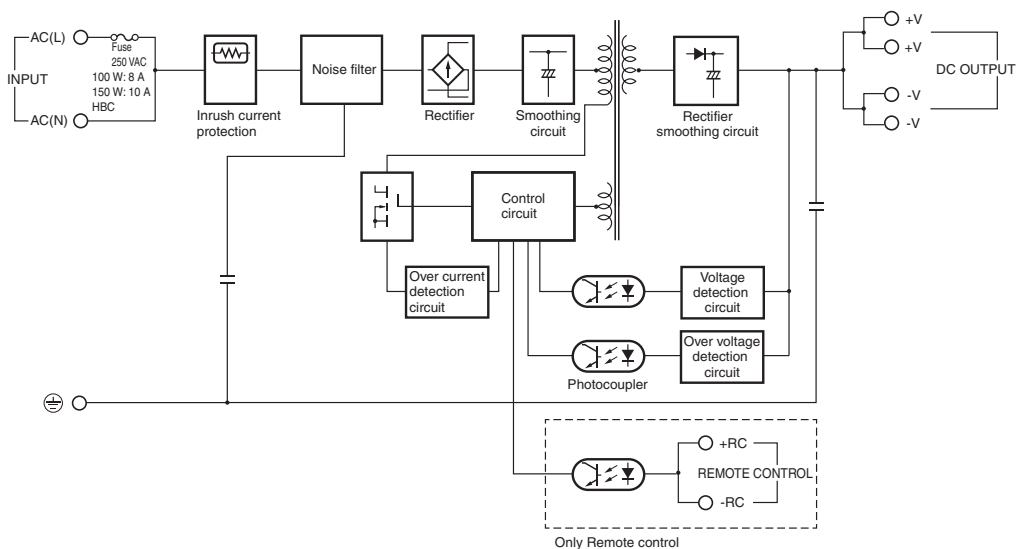 AC(L)
Fuse
250 VAC
100 W: 8 A
150 W: 10 A
HBC
INPUT
AC(N)
Inrush current
protection
Noise filter
Rectifier
Smoothing
circuit
Rectifier
smoothing circuit
+V
+V
DC OUTPUT
-V
-V
Control
circuit
Over current
detection
circuit
Voltage
detection
circuit
Over voltage
detection
circuit
Photocoupler
+RC
REMOTE CONTROL
-RC
Only Remote control